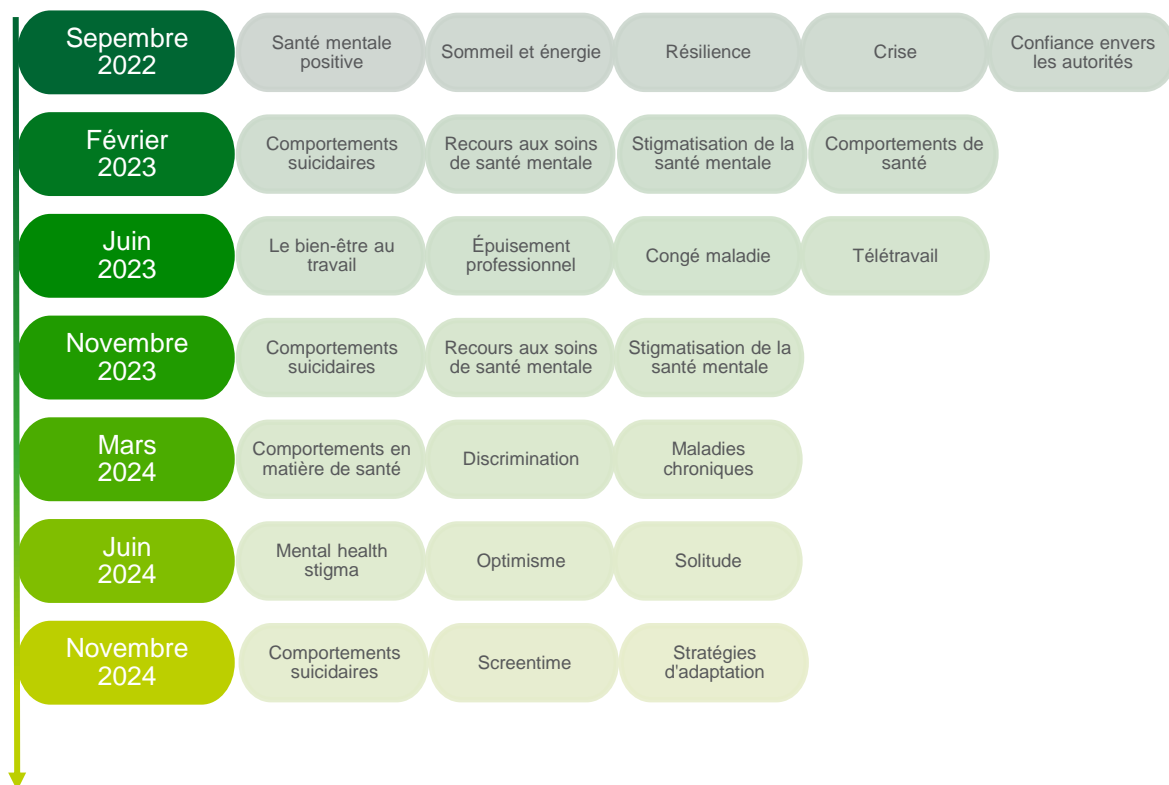 Sepembre
2022
Santé mentale
positive
Sommeil et énergie
Résilience
Crise
Confiance envers
les autorités
Février
2023
Comportements
suicidaires
Recours aux soins
de santé mentale
Stigmatisation de la
santé mentale
Comportements de
santé
Juin
2023
Le bien-être au
travail
Épuisement
professionnel
Congé maladie
Télétravail
Novembre
2023
Comportements
suicidaires
Recours aux soins
de santé mentale
Stigmatisation de la
santé mentale
Mars
2024
Comportements en
matière de santé
Discrimination
Maladies
chroniques
Juin
2024
Mental health
stigma
Optimisme
Solitude
Novembre
2024
Comportements
suicidaires
Screentime
Stratégies
d'adaptation